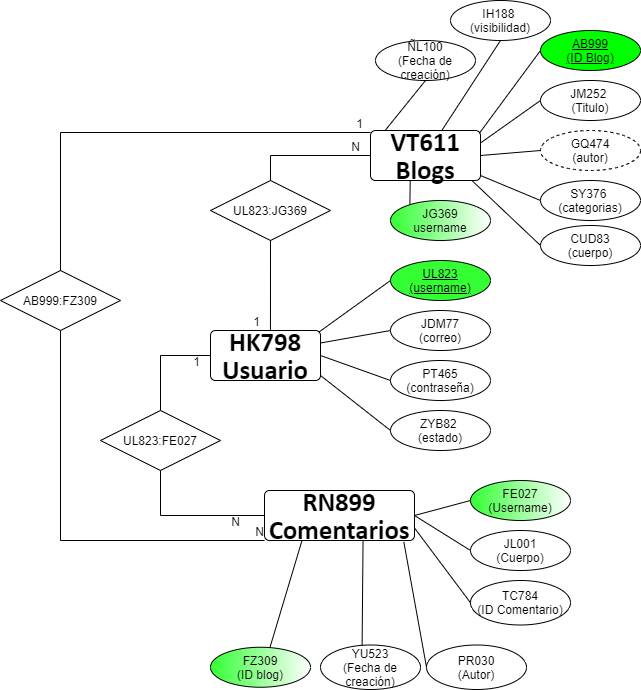 IH188
(visibilidad)
ÑL100
(Fecha de
creación)
AB999
(ID Blog)
JM252
(Titulo)
1
N
VT611
Blogs
GQ474
(autor)
UL823:JG369
SY376
(categorias)
JG369
username
CUD83
(cuerpo)
UL823
(username)
AB999:FZ309
1
JDM77
(correo)
HK798
Usuario
1
PT465
(contraseña)
ZYB82
(estado)
UL823:FE027
FE027
(Username)
RN899
Comentarios
N
N
JL001
(Cuerpo)
TC784
(ID Comentario)
FZ309
(ID blog)
YU523
(Fecha de
creación)
PR030
(Autor)